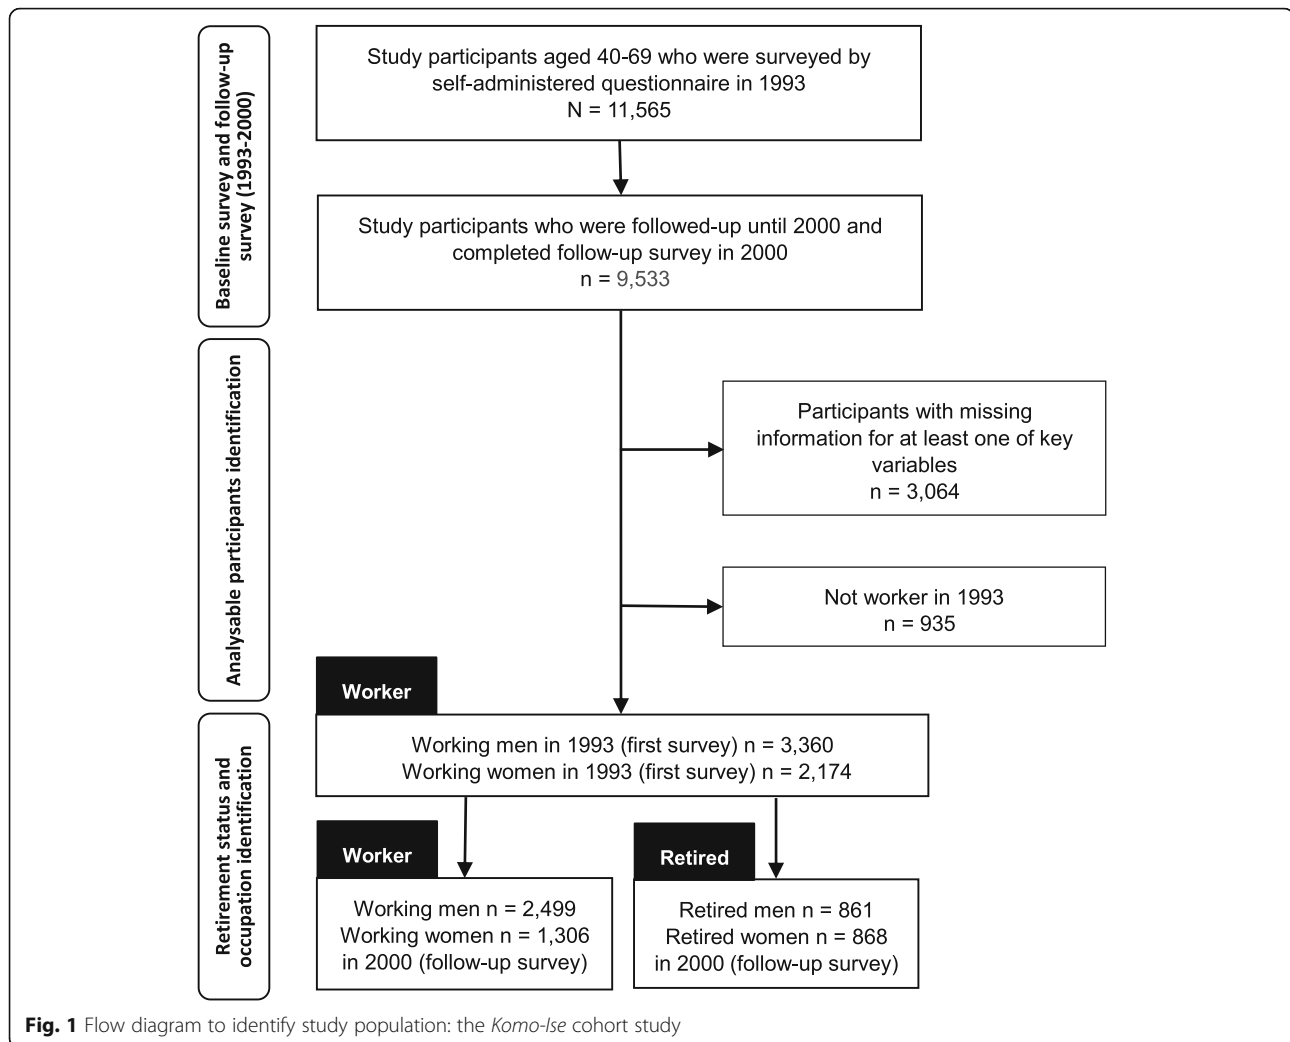 Baseline survey and follow-up
survey (1993-2000)
Study participants aged 40-69 who were surveyed by
self-administered questionnaire in 1993
N = 11,565
Study participants who were followed-up until 2000 and
completed follow-up survey in 2000
n = 9,533
Analysable participants identification
Participants with missing
information for at least one of key
variables
n = 3,064
Not worker in 1993
n = 935
Retirement status and
occupation identification
Worker
Working men in 1993 (first survey) n = 3,360
Working women in 1993 (first survey) n = 2,174
Worker
Working men n = 2,499
Working women n = 1,306
in 2000 (follow-up survey)
Retired
Retired men n = 861
Retired women n = 868
in 2000 (follow-up survey)
Fig. 1 Flow diagram to identify study population: the Komo-Ise cohort study